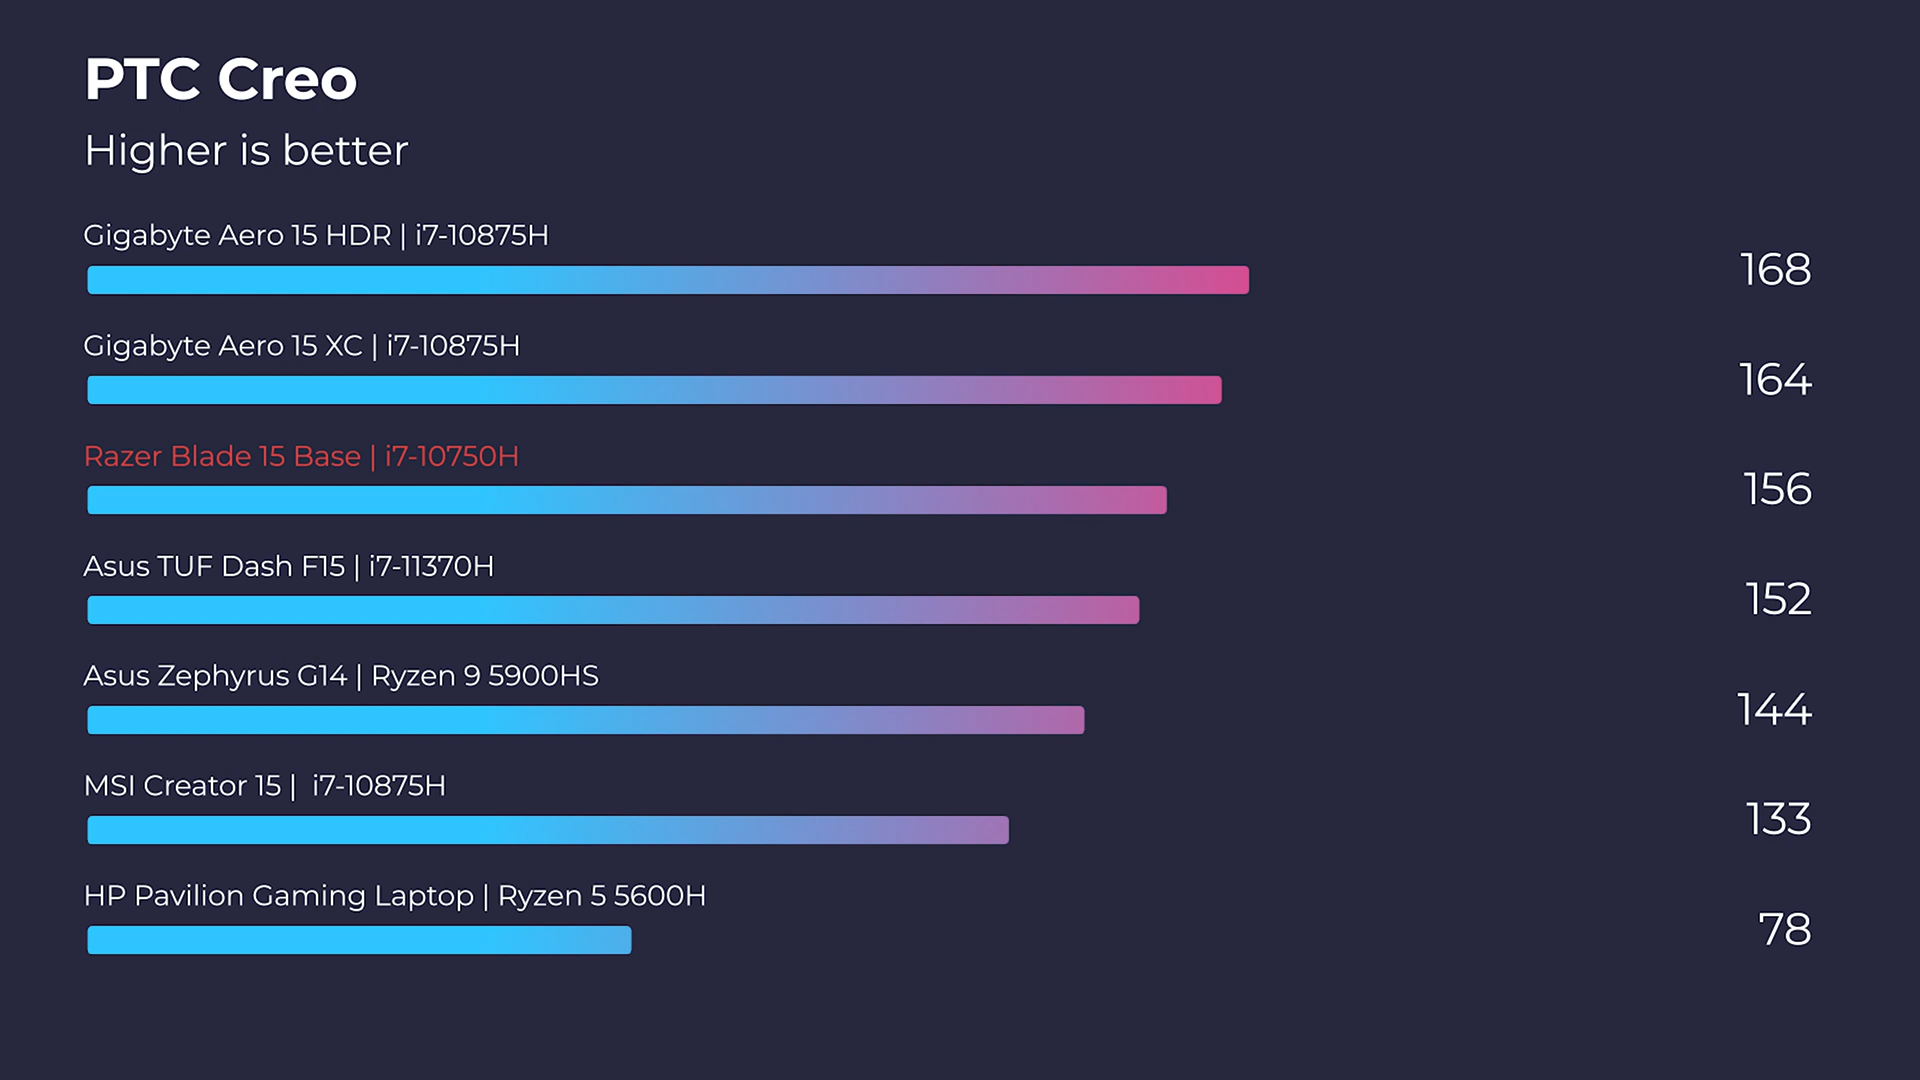 PTC Creo
Higher is better
Gigabyte Aero 15 HDR | i7-10875H
168
Gigabyte Aero 15 XC | i7-10875H
164
Razer Blade 15 Base | i7-10750H
156
Asus TUF Dash F15 | i7-11370H
152
Asus Zephyrus G14 | Ryzen 9 5900HS
144
MSI Creator 15 |  i7-10875H
133
HP Pavilion Gaming Laptop | Ryzen 5 5600H
78